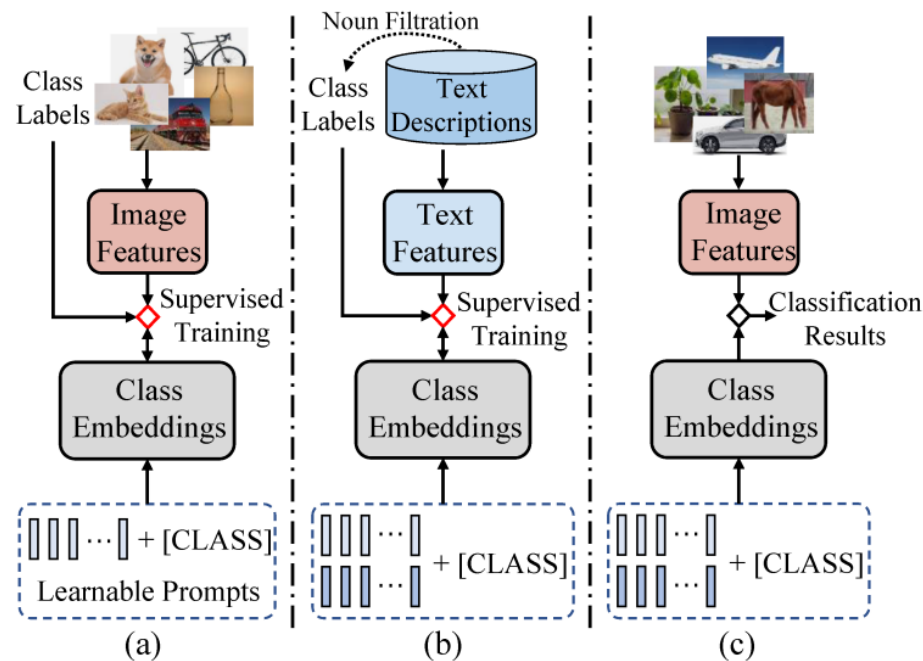 Class
Labels
Image
Features
Supervised
Training
Class
Embeddings
··· + [CLASS]
Learnable Prompts
(a)
Noun Filtration
Class
Labels
Text
Descriptions
Text
Features
Supervised
Training
Class
Embeddings
···
··· + [CLASS]
(b)
Image
Features
Classification
Results
Class
Embeddings
···
··· + [CLASS]
(c)